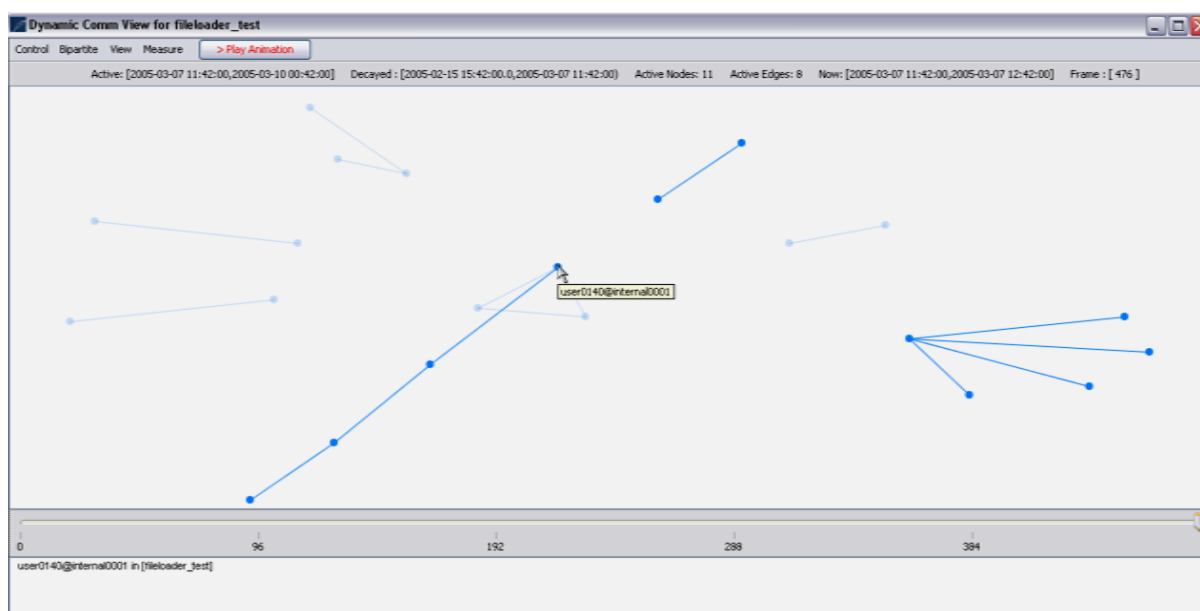 Dynamic Comm View for fileloader_test
Control Bipartite View Measure > Play Animation
Active: [2005-03-07 11:42:00,2005-03-10 00:42:00] Decayed : [2005-02-15 15:42:00.0,2005-03-07 11:42:00) Active Nodes: 11 Active Edges: 8 Now: [2005-03-07 11:42:00,2005-03-07 12:42:00] Frame : [ 476 ]
user0140@internal0001
0 96 192 288 384
user0140@internal0001 in [fileloader_test]